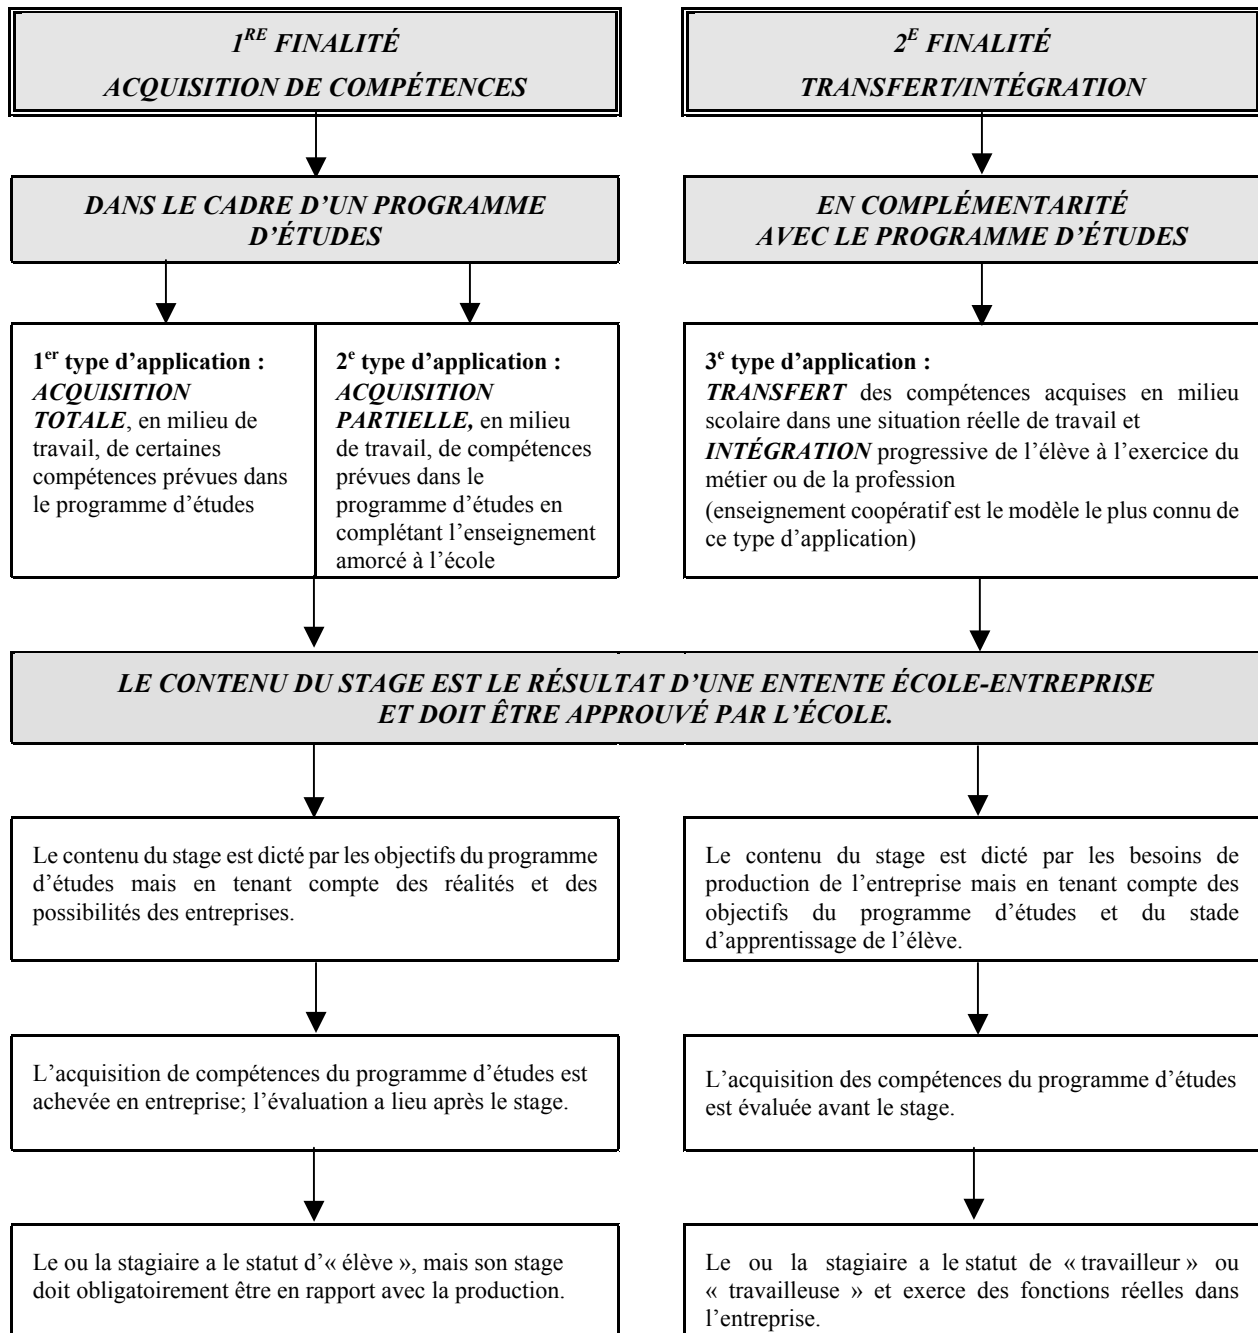 1RE FINALITÉ
ACQUISITION DE COMPÉTENCES
2E FINALITÉ
TRANSFERT/INTÉGRATION
DANS LE CADRE D’UN PROGRAMME
D’ÉTUDES
EN COMPLÉMENTARITÉ
AVEC LE PROGRAMME D’ÉTUDES
1er type d’application :
ACQUISITION
TOTALE, en milieu de
travail, de certaines
compétences prévues dans
le programme d’études
2e type d’application :
ACQUISITION
PARTIELLE, en milieu
de travail, de compétences
prévues dans le
programme d’études en
complétant l’enseignement
amorcé à l’école
3e type d’application :
TRANSFERT des compétences acquises en milieu
scolaire dans une situation réelle de travail et
INTÉGRATION progressive de l’élève à l’exercice du
métier ou de la profession
(enseignement coopératif est le modèle le plus connu de
ce type d’application)
LE CONTENU DU STAGE EST LE RÉSULTAT D’UNE ENTENTE ÉCOLE-ENTREPRISE
ET DOIT ÊTRE APPROUVÉ PAR L’ÉCOLE.
Le contenu du stage est dicté par les objectifs du programme
d’études mais en tenant compte des réalités et des
possibilités des entreprises.
Le contenu du stage est dicté par les besoins de
production de l’entreprise mais en tenant compte des
objectifs du programme d’études et du stade
d’apprentissage de l’élève.
L’acquisition de compétences du programme d’études est
achevée en entreprise; l’évaluation a lieu après le stage.
L’acquisition des compétences du programme d’études
est évaluée avant le stage.
Le ou la stagiaire a le statut d’« élève », mais son stage
doit obligatoirement être en rapport avec la production.
Le ou la stagiaire a le statut de « travailleur » ou
« travailleuse » et exerce des fonctions réelles dans
l’entreprise.